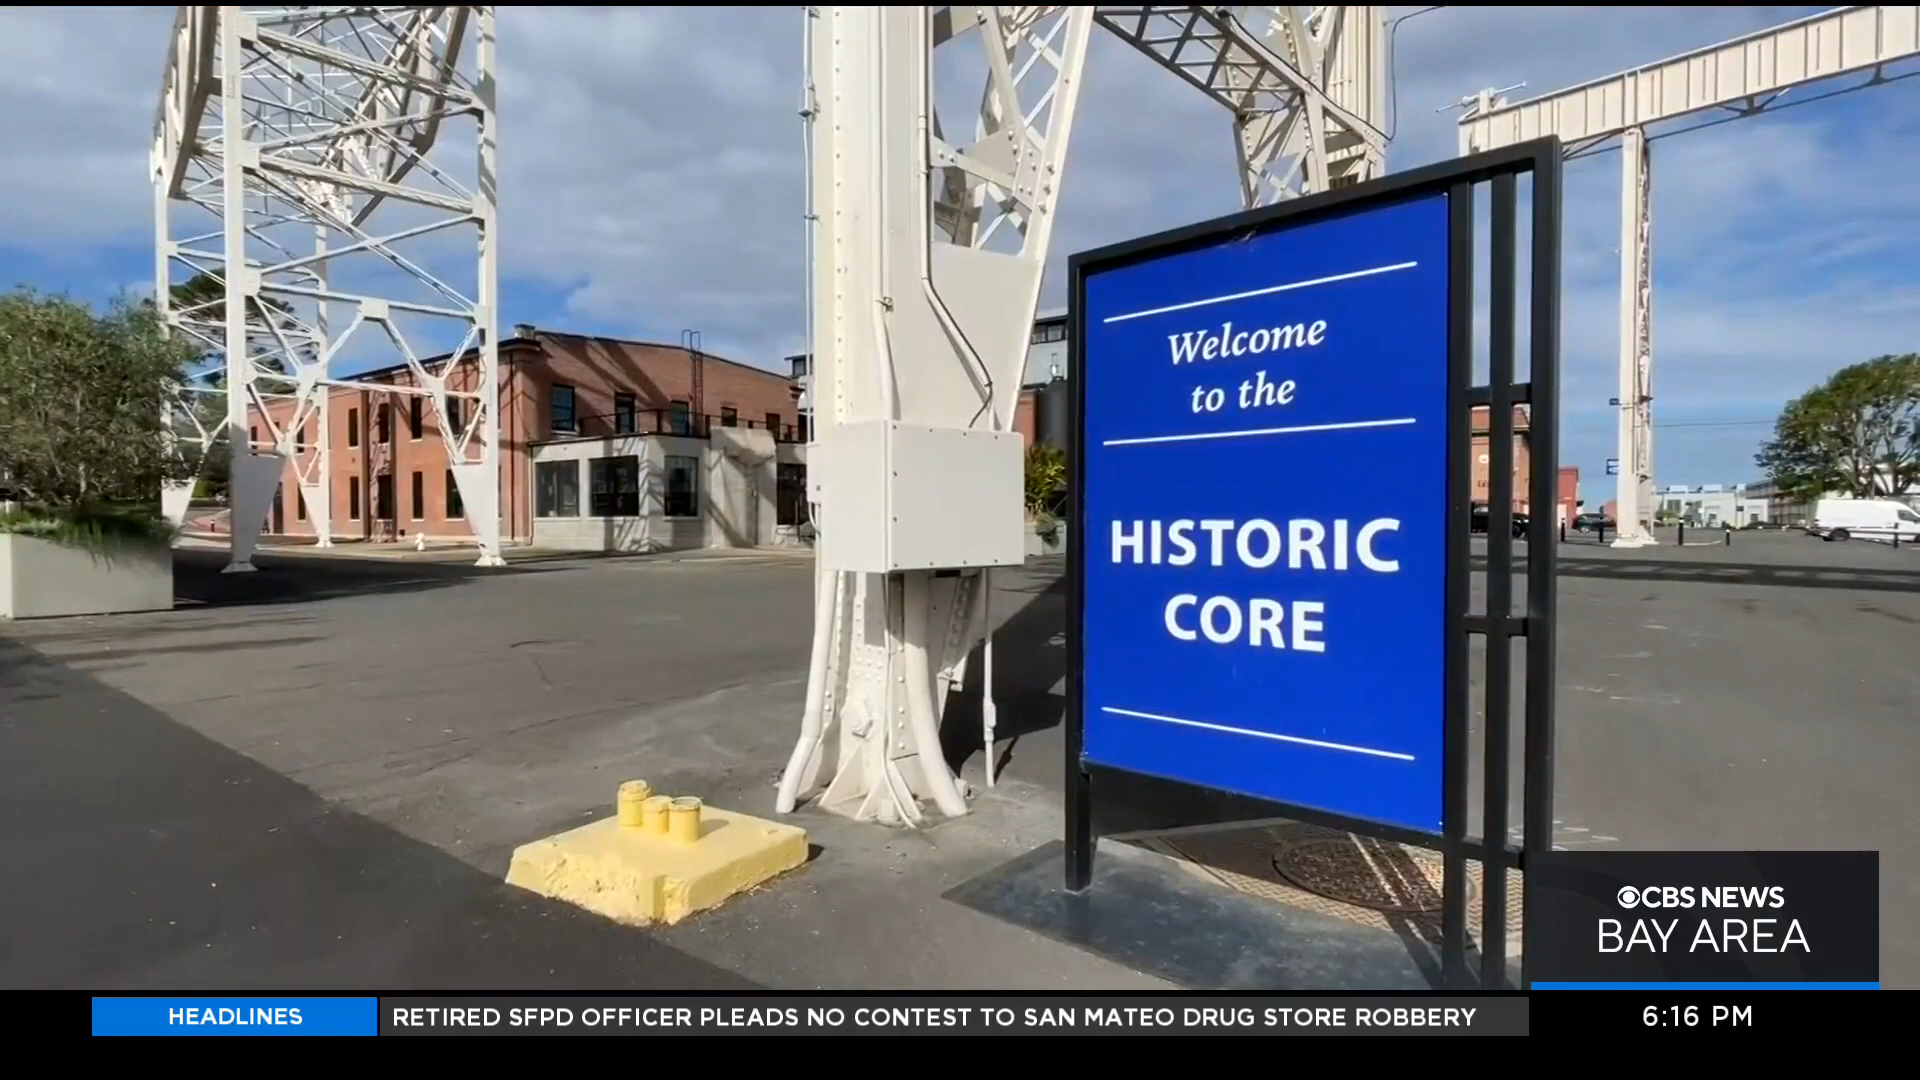 Welcome
to the
HISTORIC
CORE
CBS NEWS
BAY AREA
HEADLINES
RETIRED SFPD OFFICER PLEADS NO CONTEST TO SAN MATEO DRUG STORE ROBBERY
6:16 PM